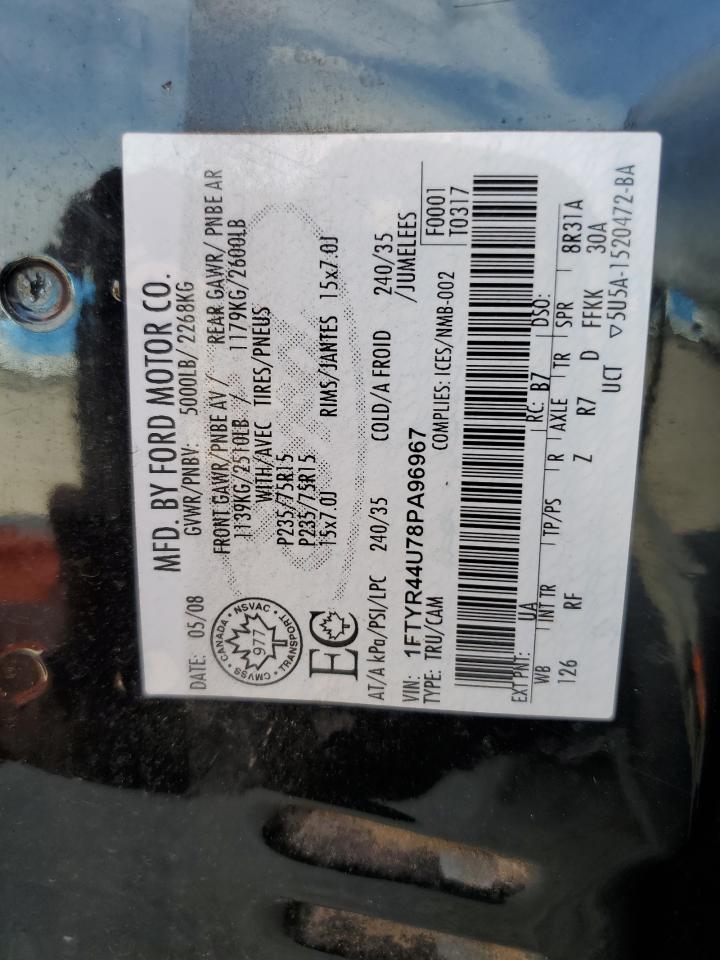 MFD. BY FORD MOTOR CO.
DATE: 05/08 GVWR/PNBV: 5000LB/ 2268KG
FRONT GAWR/PNBE AV / REAR GAWR/ PNBE AR
1139KG/2510LB / 1179KG/2600LB
WITH/AVEC TIRES/PNEUS
P235/75R15
P235/75R15
15x7.0J RIMS/JANTES 15x7.0J
CANADA • NSVAC • TRANSPORT • CMVSS •
977
EC
AT/A kPa/PSI/LPC 240/35 COLD/A FROID 240/35
/JUMELEES
VIN: 1FTYR44U78PA96967 F0001
TYPE: TRU/CAM COMPLIES: ICES/NMB-002 T0317
EXT PNT: UA RC: B7 DSO:
WB INT TR TP/PS R AXLE TR SPR 8R31A
126 RF Z R7 D FFKK 30A
UCT ▽5U5A-1520472-BA